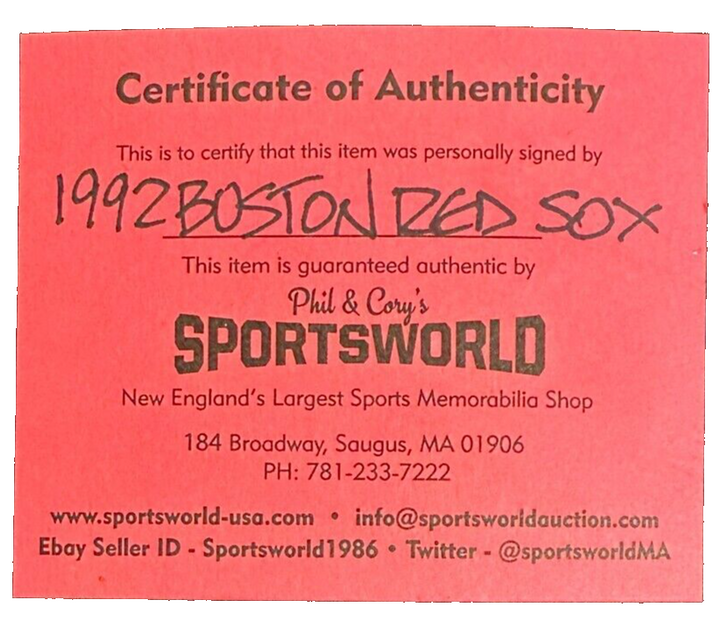 Certificate of Authenticity
This is to certify that this item was personally signed by
1992 BOSTON RED SOX
This item is guaranteed authentic by
Phil & Cory's
SPORTSWORLD
New England's Largest Sports Memorabilia Shop
184 Broadway, Saugus, MA 01906
PH: 781-233-7222
www.sportsworld-usa.com • info@sportsworldauction.com
Ebay Seller ID - Sportsworld1986 • Twitter - @sportsworldMA